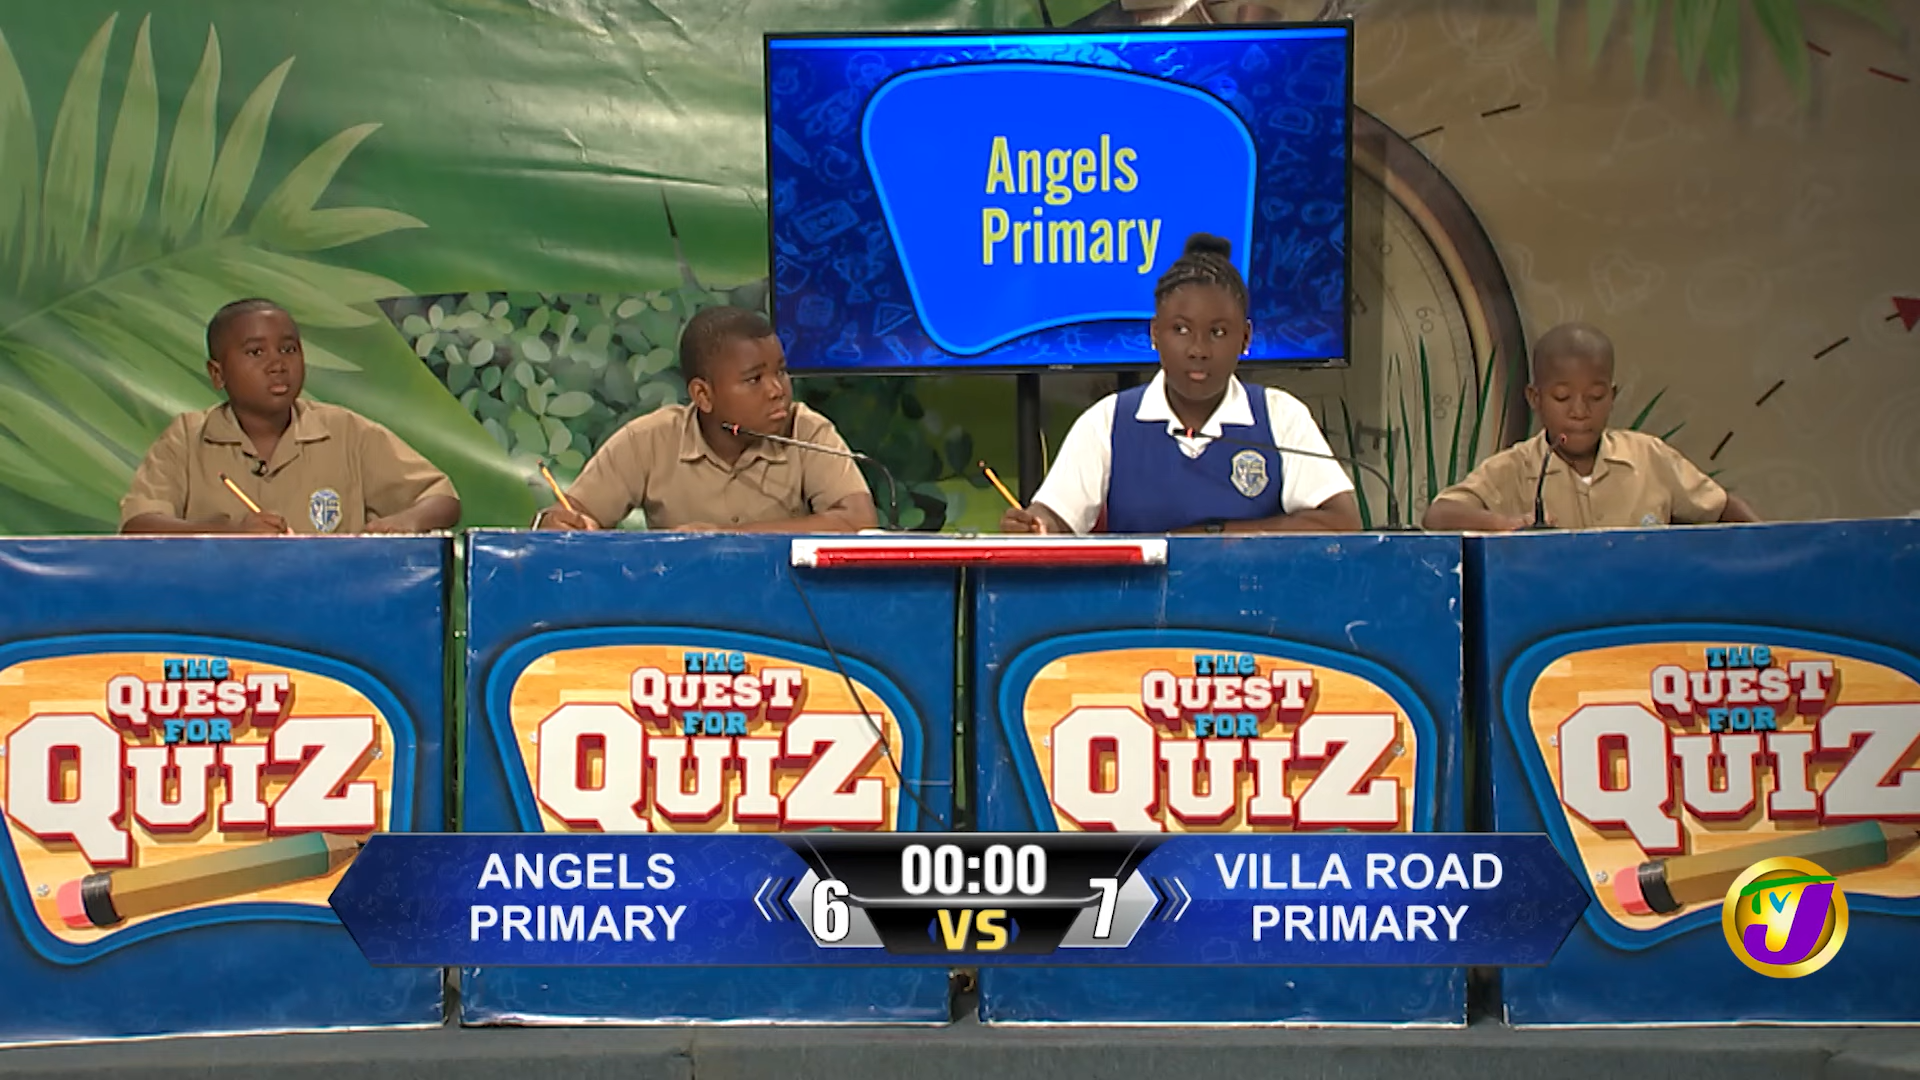 Angels
Primary
THE
QUEST
FOR
QUIZ
THE
QUEST
FOR
QUIZ
THE
QUEST
FOR
QUIZ
THE
QUEST
FOR
QUIZ
ANGELS
PRIMARY
6
00:00
VS
7
VILLA ROAD
PRIMARY
TVJ